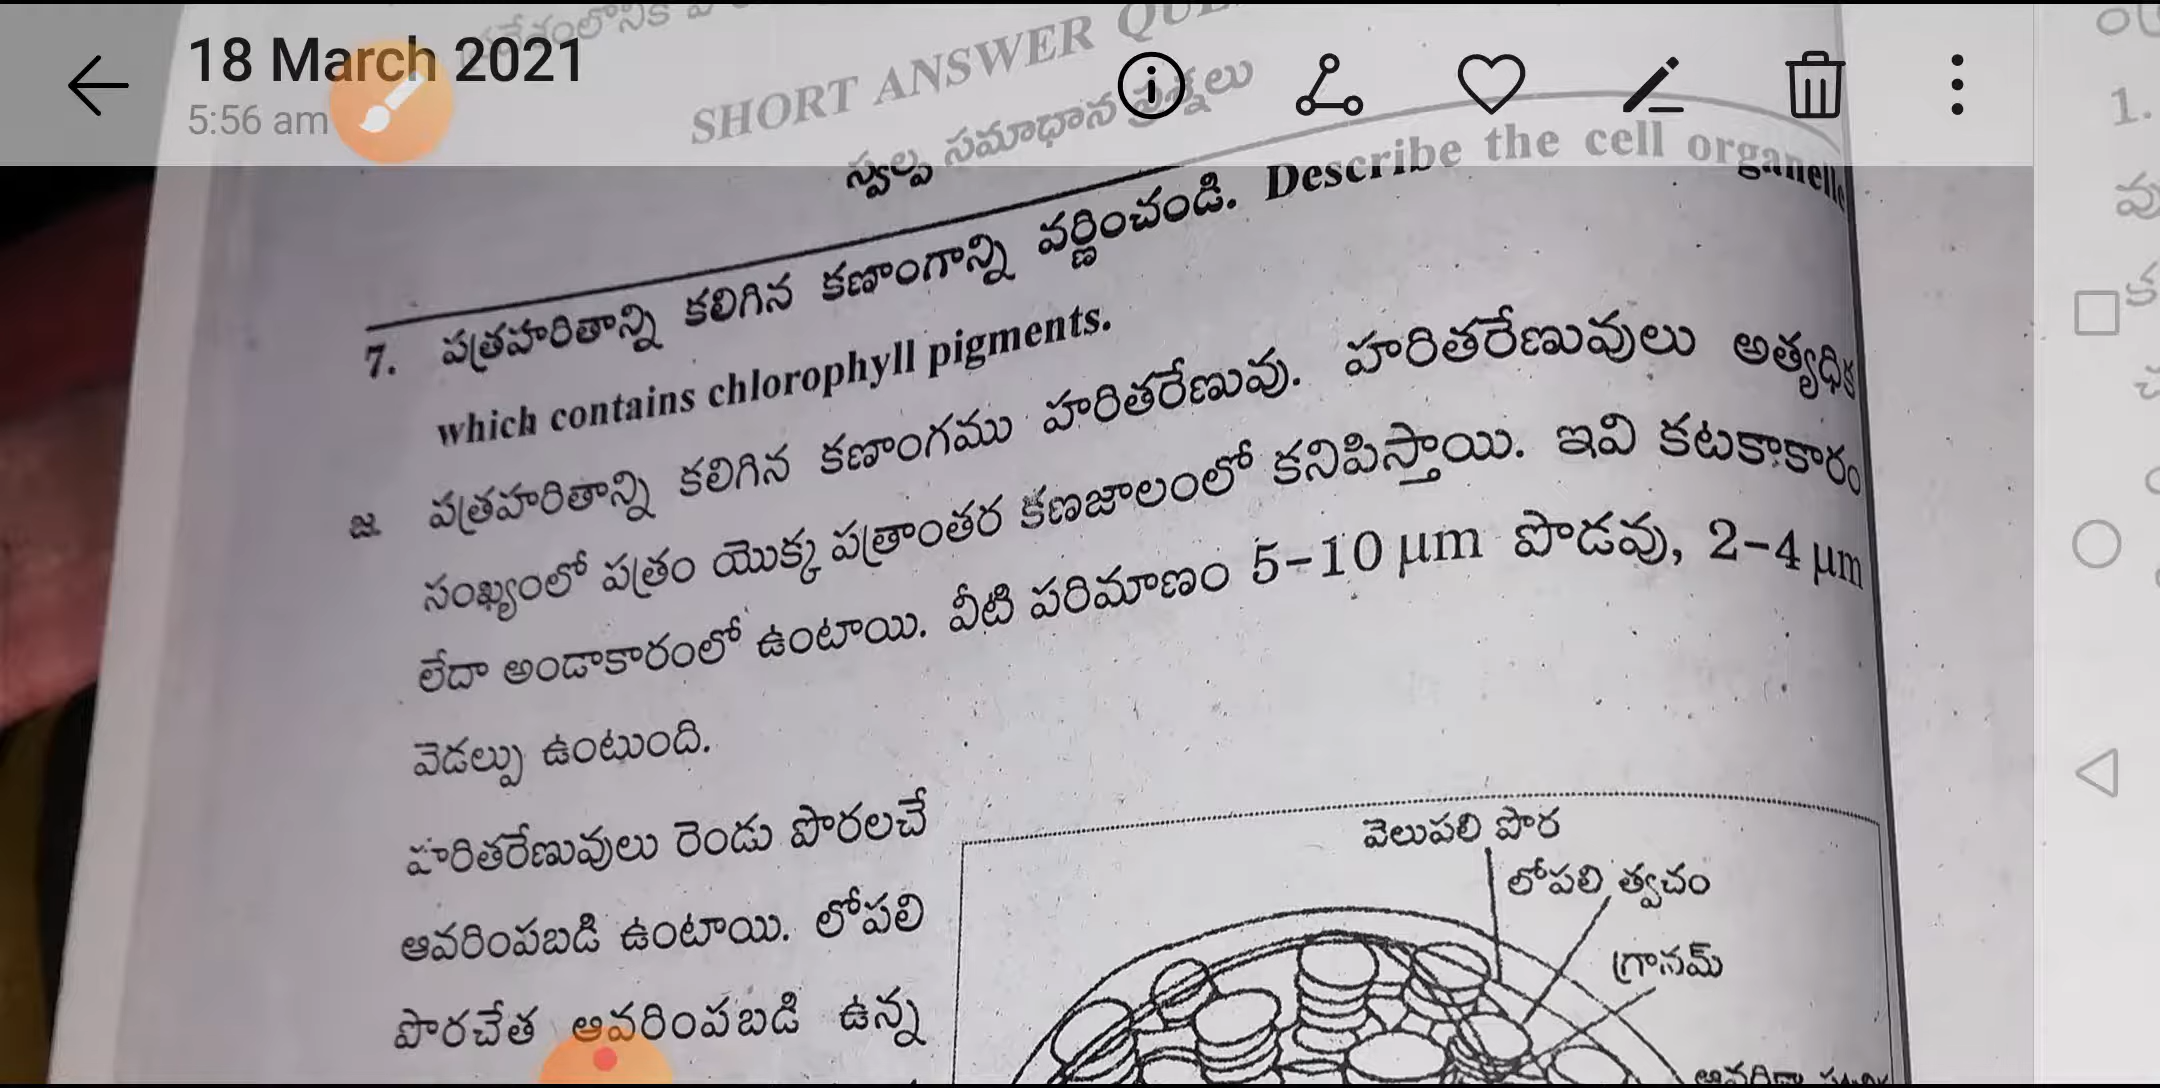 18 March 2021
5:56 am
SHORT ANSWER
స్వల్ప సమాధాన ప్రశ్నలు
7. పత్రహరితాన్ని కలిగిన కణాంగాన్ని వర్ణించండి. Describe the cell organelle
which contains chlorophyll pigments.
జ. పత్రహరితాన్ని కలిగిన కణాంగము హరితరేణువు. హరితరేణువులు అత్యధిక
సంఖ్యంలో పత్రం యొక్క పత్రాంతర కణజాలంలో కనిపిస్తాయి. ఇవి కటకాకారం
లేదా అండాకారంలో ఉంటాయి. వీటి పరిమాణం 5-10 μm పొడవు, 2-4 μm
వెడల్పు ఉంటుంది.
హరితరేణువులు రెండు పొరలచే
ఆవరింపబడి ఉంటాయి. లోపలి
పొరచేత ఆవరింపబడి ఉన్న
వెలుపలి పొర
లోపలి త్వచం
గ్రానమ్
1.